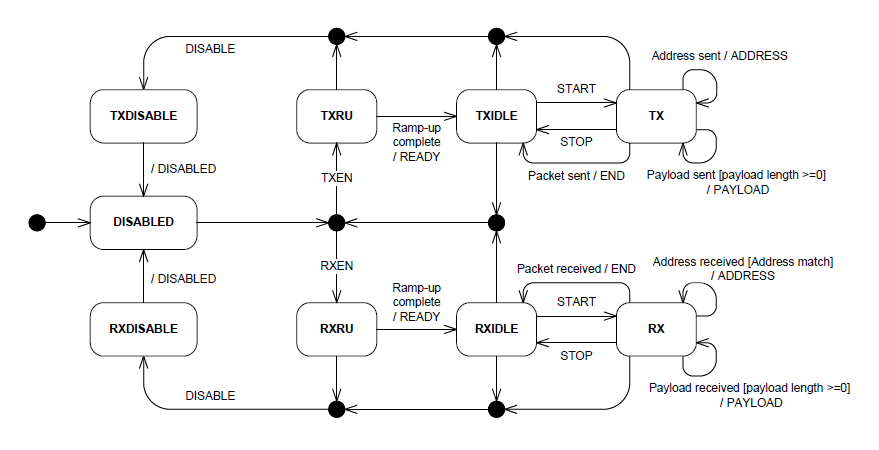 DISABLE
Address sent / ADDRESS
START
TXDISABLE
TXRU
TXIDLE
TX
Ramp-up
complete
/ READY
STOP
/ DISABLED
TXEN
Packet sent / END
Payload sent [payload length >=0]
/ PAYLOAD
DISABLED
RXEN
Packet received / END
Address received [Address match]
/ ADDRESS
/ DISABLED
Ramp-up
complete
/ READY
START
RXDISABLE
RXRU
RXIDLE
RX
STOP
DISABLE
Payload received [payload length >=0]
/ PAYLOAD